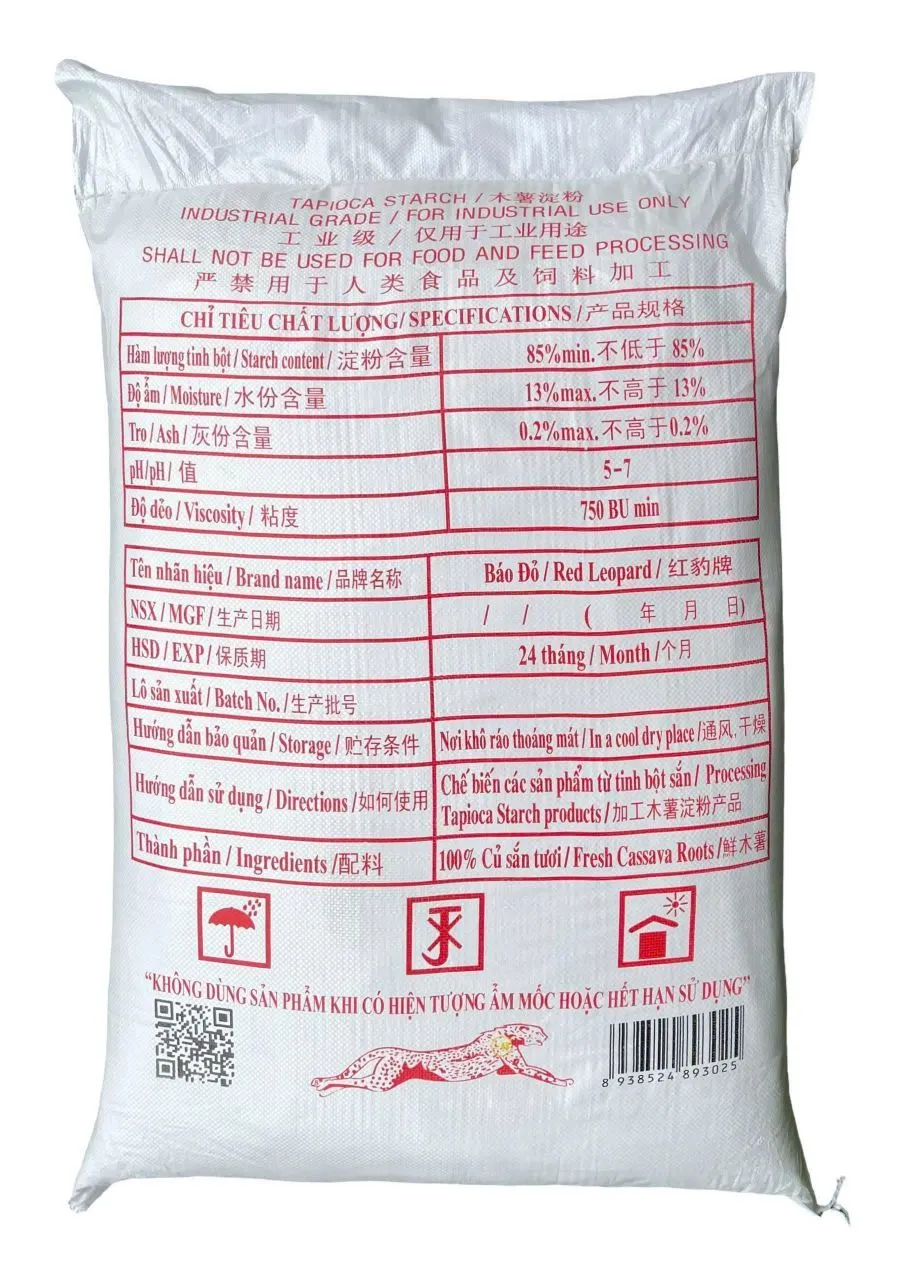 TAPIOCA STARCH / 木薯淀粉
INDUSTRIAL GRADE / FOR INDUSTRIAL USE ONLY
工业级 / 仅用于工业用途
SHALL NOT BE USED FOR FOOD AND FEED PROCESSING
严禁用于人类食品及饲料加工
CHỈ TIÊU CHẤT LƯỢNG/ SPECIFICATIONS /产品规格
Hàm lượng tinh bột / Starch content / 淀粉含量 85%min.不低于 85%
Độ ẩm / Moisture / 水份含量 13%max.不高于 13%
Tro / Ash / 灰份含量 0.2%max.不高于0.2%
pH/pH/ 值 5-7
Độ dẻo / Viscosity / 粘度 750 BU min
Tên nhãn hiệu / Brand name / 品牌名称 Báo Đỏ / Red Leopard / 红豹牌
NSX / MGF / 生产日期 / / ( 年 月 日)
HSD / EXP / 保质期 24 tháng / Month /个月
Lô sản xuất / Batch No. /生产批号
Hướng dẫn bảo quản / Storage / 贮存条件 Nơi khô ráo thoáng mát / In a cool dry place /通风,干燥
Hướng dẫn sử dụng / Directions /如何使用 Chế biến các sản phẩm từ tinh bột sắn / Processing
Tapioca Starch products / 加工木薯淀粉产品
Thành phần / Ingredients /配料 100% Củ sắn tươi / Fresh Cassava Roots /鲜木薯
“KHÔNG DÙNG SẢN PHẨM KHI CÓ HIỆN TƯỢNG ẨM MỐC HOẶC HẾT HẠN SỬ DỤNG”
8 938524 893025